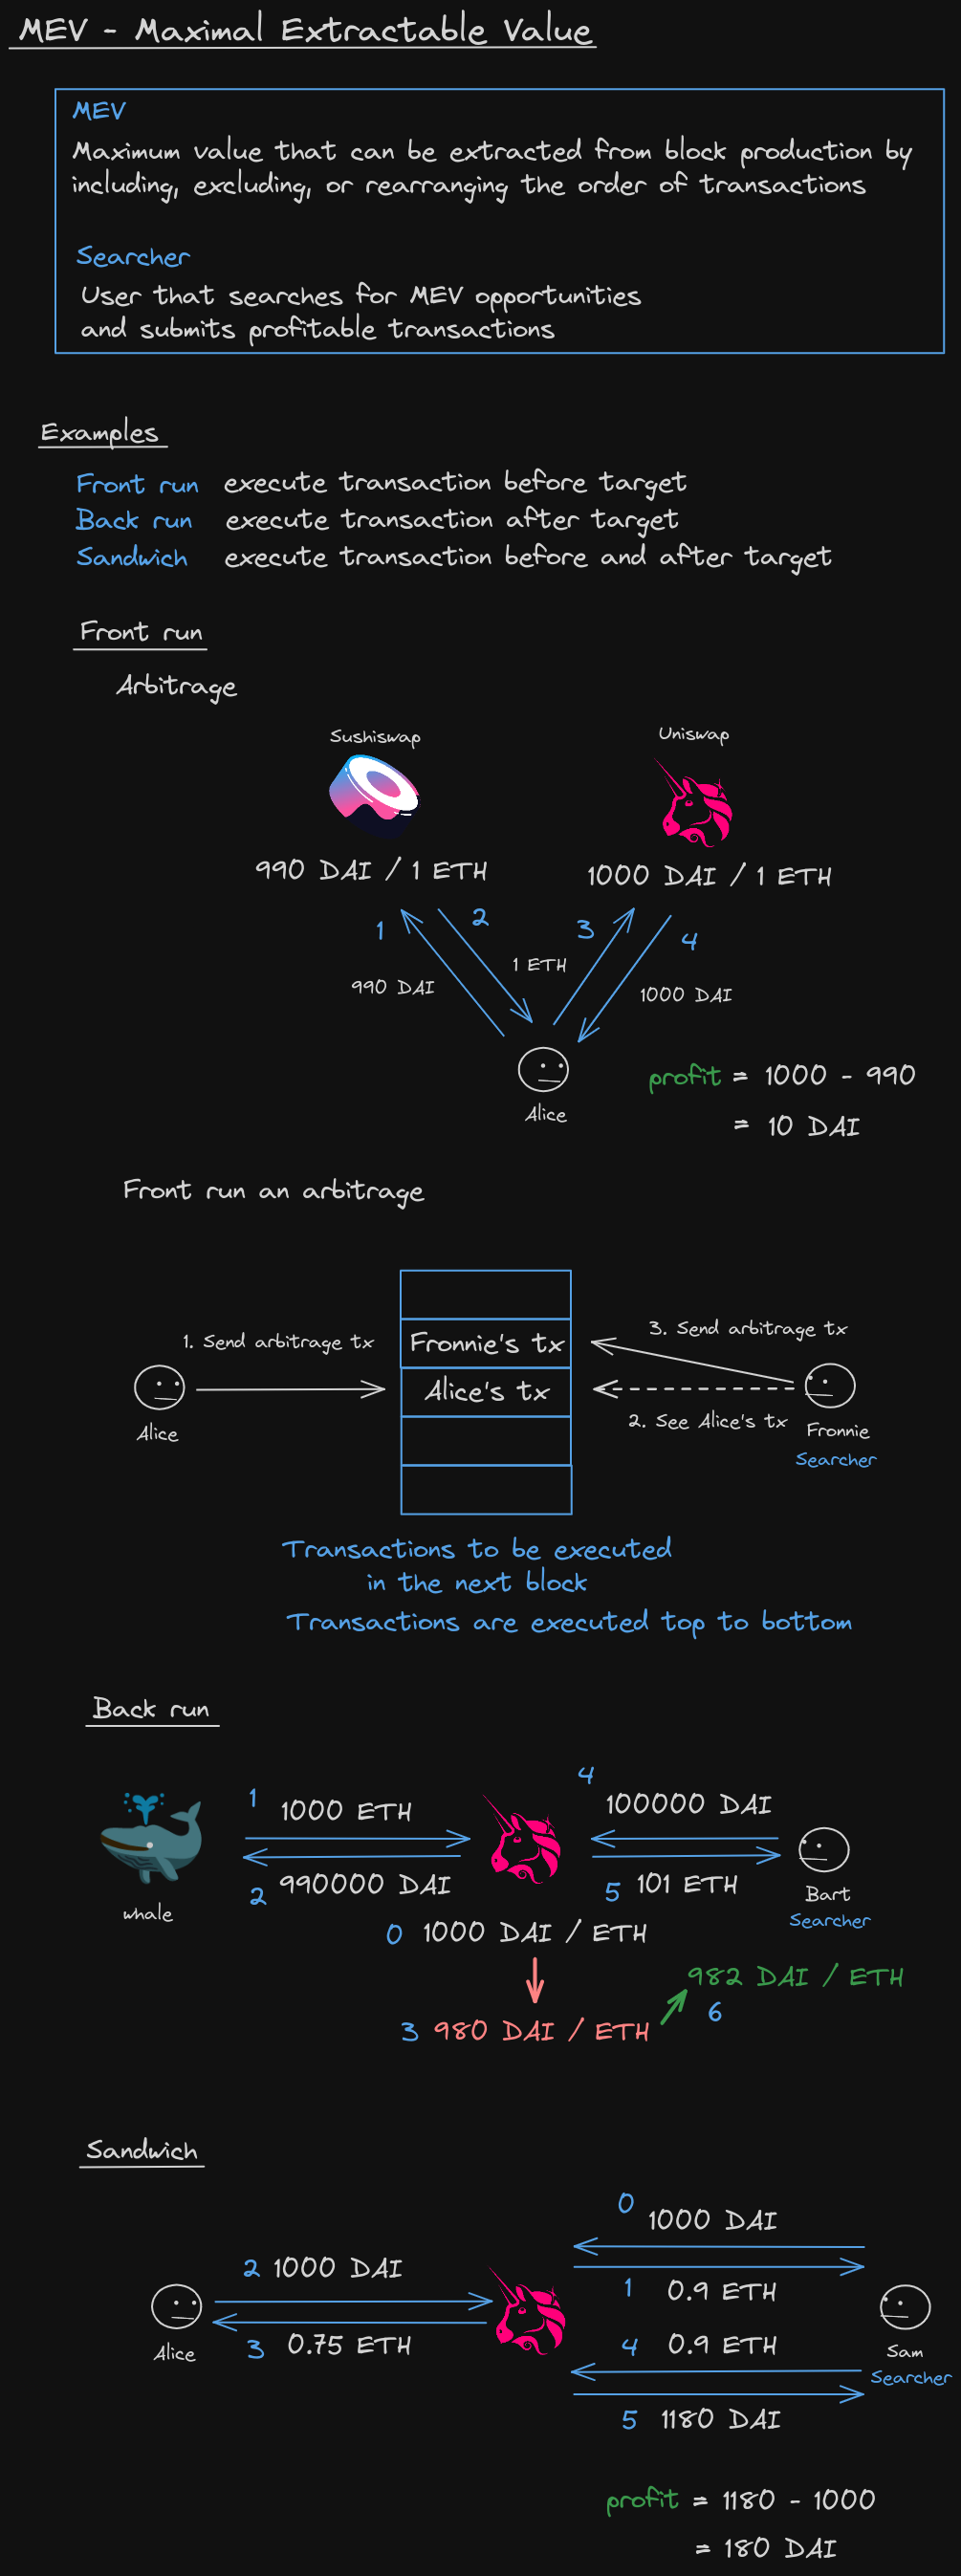 MEV - Maximal Extractable Value
MEV
Maximum value that can be extracted from block production by
including, excluding, or rearranging the order of transactions
Searcher
User that searches for MEV opportunities
and submits profitable transactions
Examples
Front run execute transaction before target
Back run execute transaction after target
Sandwich execute transaction before and after target
Front run
Arbitrage
Sushiswap
Uniswap
990 DAI / 1 ETH
1000 DAI / 1 ETH
1
2
3
4
1 ETH
990 DAI
1000 DAI
Alice
profit = 1000 - 990
= 10 DAI
Front run an arbitrage
1. Send arbitrage tx
Fronnie's tx
3. Send arbitrage tx
Alice's tx
2. See Alice's tx
Alice
Fronnie
Searcher
Transactions to be executed
in the next block
Transactions are executed top to bottom
Back run
1 1000 ETH
4 100000 DAI
2 990000 DAI
5 101 ETH
whale
Bart
Searcher
0 1000 DAI / ETH
982 DAI / ETH
6
3 980 DAI / ETH
Sandwich
0 1000 DAI
1 0.9 ETH
2 1000 DAI
3 0.75 ETH
4 0.9 ETH
Alice
Sam
Searcher
5 1180 DAI
profit = 1180 - 1000
= 180 DAI